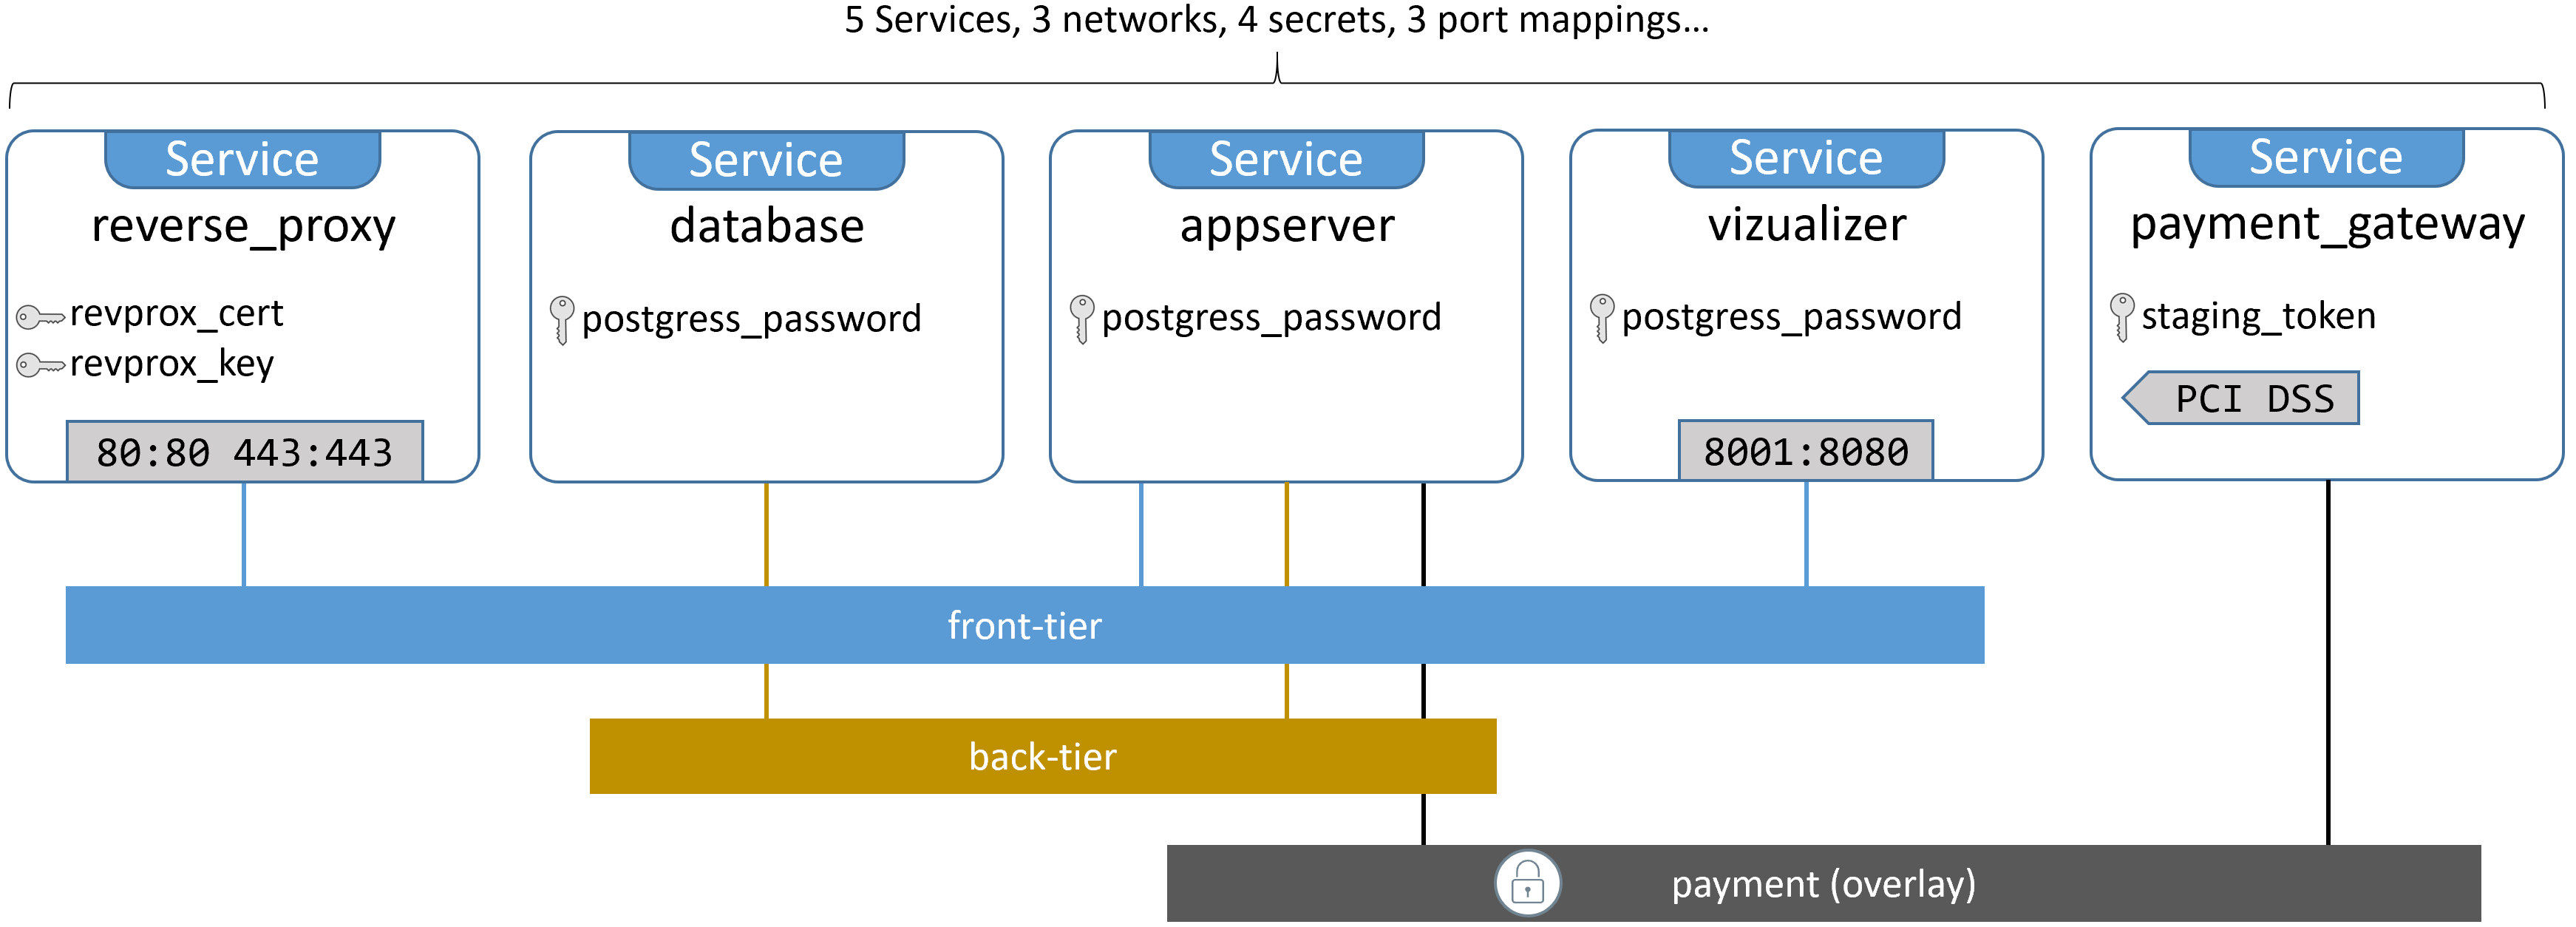 5 Services, 3 networks, 4 secrets, 3 port mappings...
Service
reverse_proxy
revprox_cert
revprox_key
80:80 443:443
Service
database
postgress_password
Service
appserver
postgress_password
Service
vizualizer
postgress_password
8001:8080
Service
payment_gateway
staging_token
PCI DSS
front-tier
back-tier
payment (overlay)